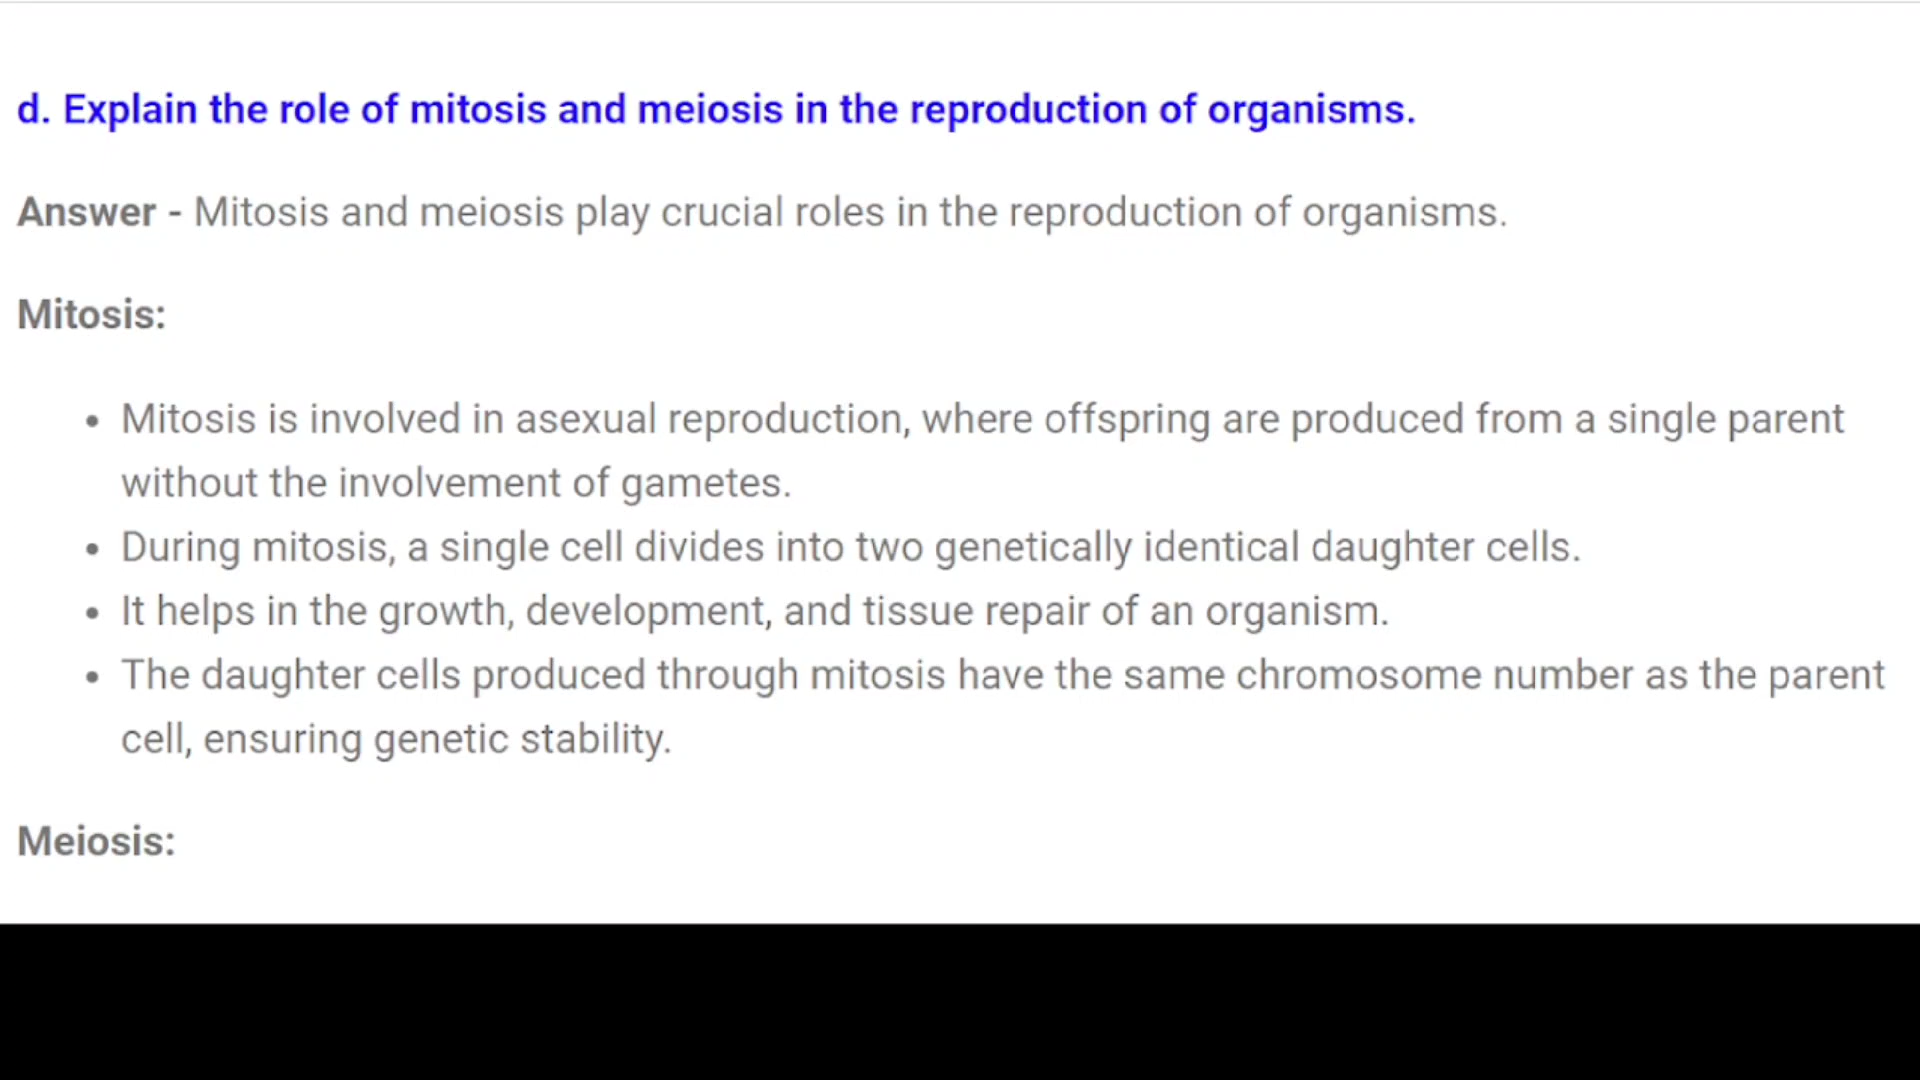 d. Explain the role of mitosis and meiosis in the reproduction of organisms.
Answer - Mitosis and meiosis play crucial roles in the reproduction of organisms.
Mitosis:
• Mitosis is involved in asexual reproduction, where offspring are produced from a single parent
without the involvement of gametes.
• During mitosis, a single cell divides into two genetically identical daughter cells.
• It helps in the growth, development, and tissue repair of an organism.
• The daughter cells produced through mitosis have the same chromosome number as the parent
cell, ensuring genetic stability.
Meiosis: